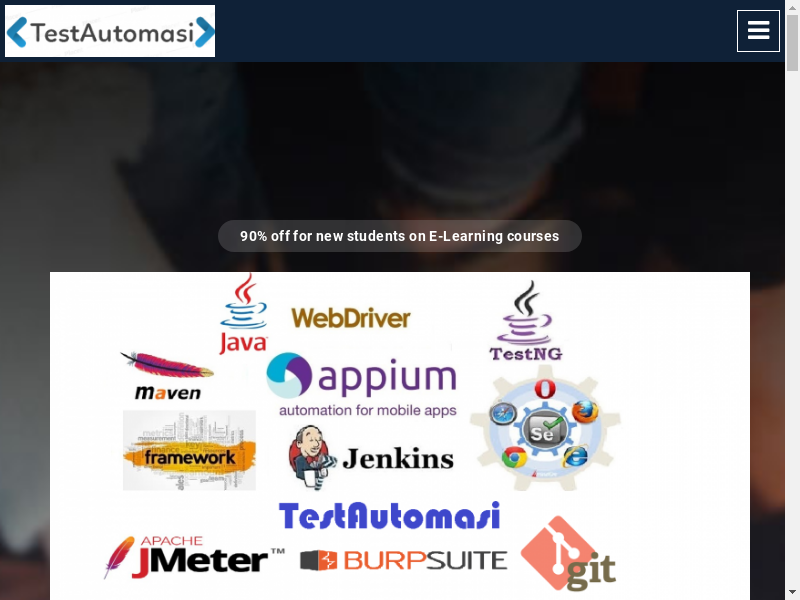 TestAutomasi
90% off for new students on E-Learning courses
Java
WebDriver
TestNG
maven
appium
automation for mobile apps
framework
Jenkins
Se
TestAutomasi
APACHE
JMeter™
BURPSUITE
git